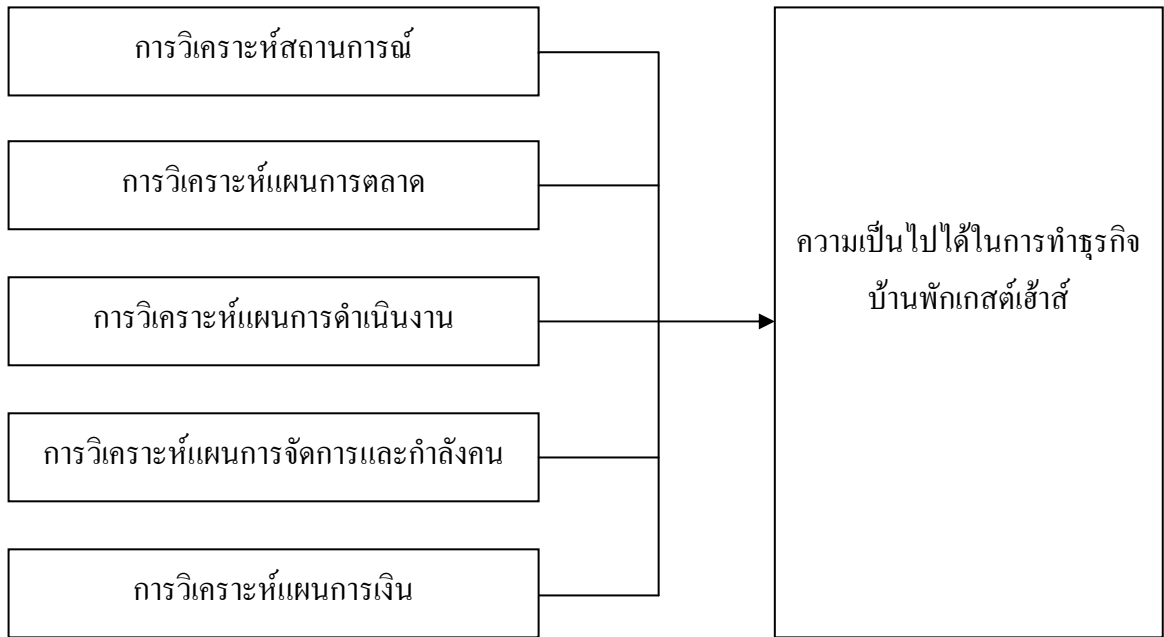 การวิเคราะห์สถานการณ์
การวิเคราะห์แผนการตลาด
การวิเคราะห์แผนการดำเนินงาน
การวิเคราะห์แผนการจัดการและกำลังคน
การวิเคราะห์แผนการเงิน
ความเป็นไปได้ในการทำธุรกิจ
บ้านพักเกสต์เฮ้าส์